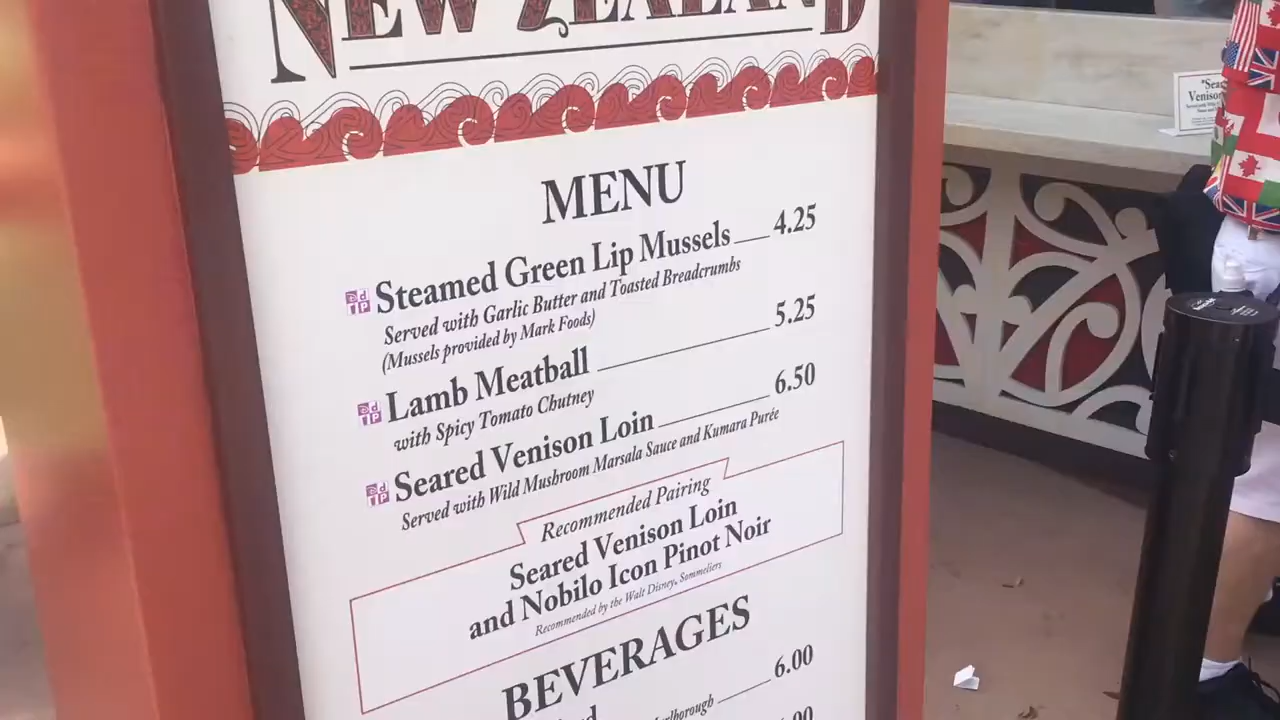 NEW ZEALAND
MENU
Steamed Green Lip Mussels 4.25
Served with Garlic Butter and Toasted Breadcrumbs
(Mussels provided by Mark Foods)
Lamb Meatball 5.25
with Spicy Tomato Chutney
Seared Venison Loin 6.50
Served with Wild Mushroom Marsala Sauce and Kumara Purée
Recommended Pairing
Seared Venison Loin
and Nobilo Icon Pinot Noir
Recommended by the Walt Disney® Sommeliers
BEVERAGES
6.00